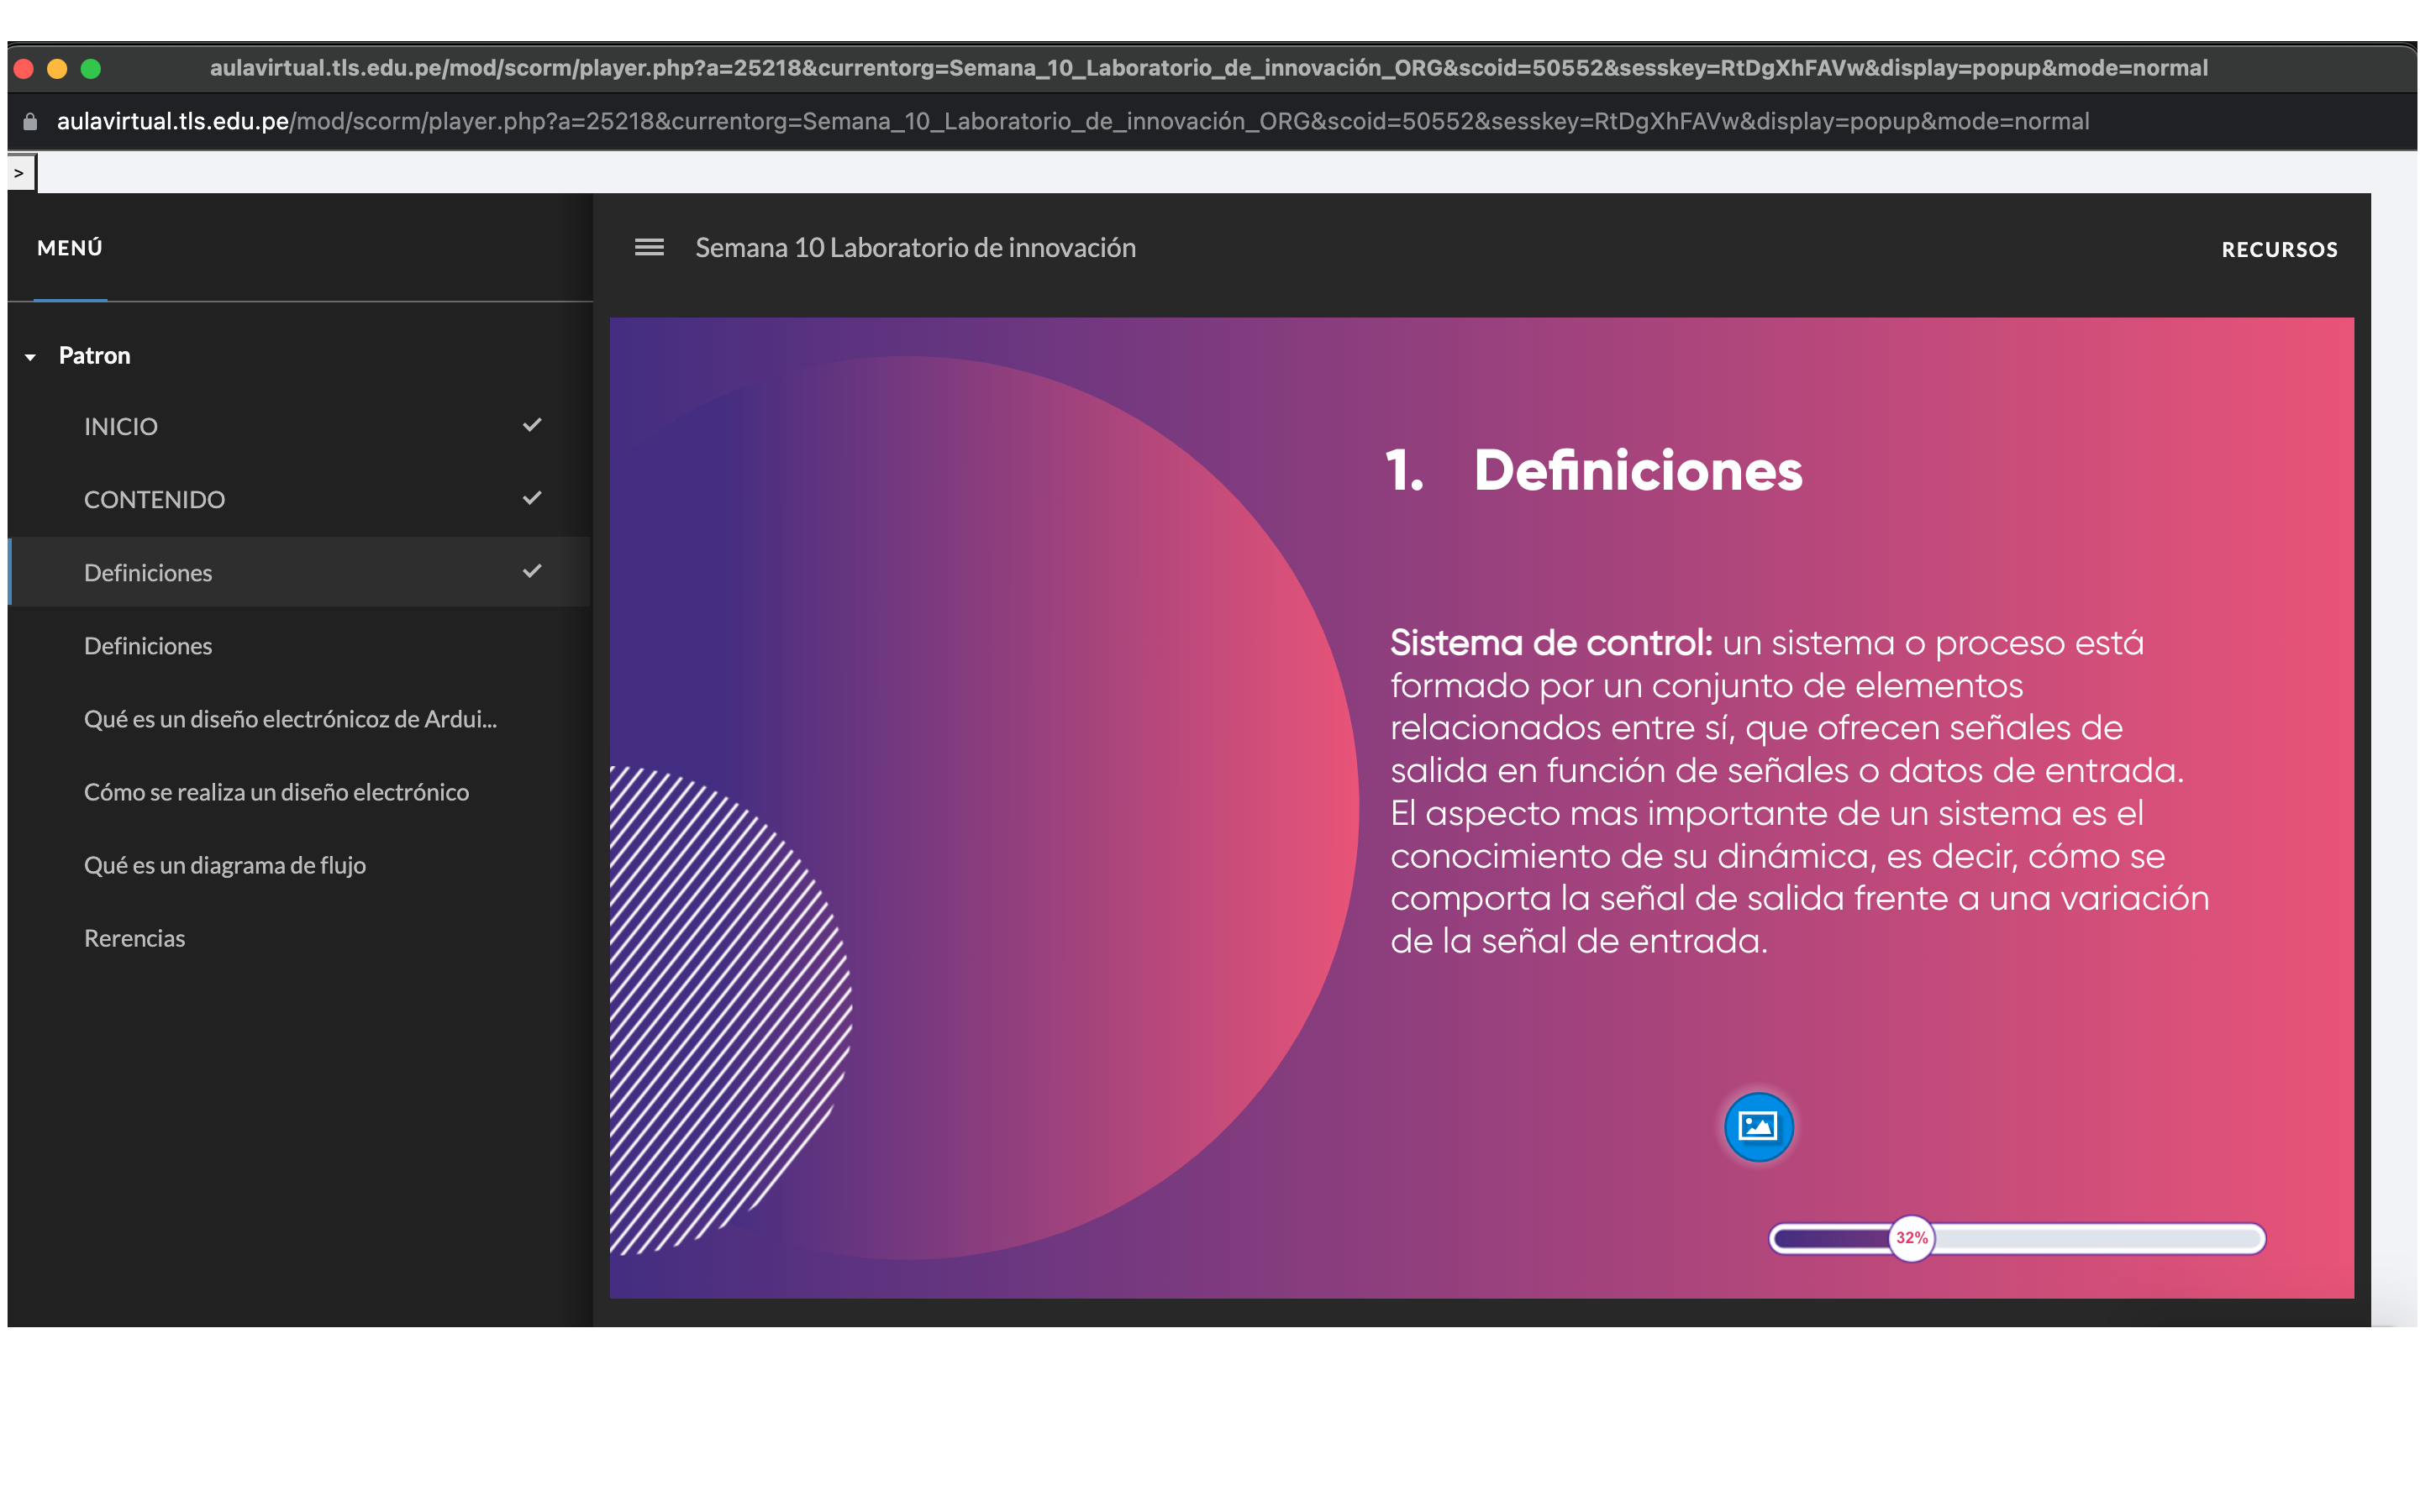 aulavirtual.tls.edu.pe/mod/scorm/player.php?a=25218&currentorg=Semana_10_Laboratorio_de_innovación_ORG&scoid=50552&sesskey=RtDgXhFAVw&display=popup&mode=normal
aulavirtual.tls.edu.pe/mod/scorm/player.php?a=25218&currentorg=Semana_10_Laboratorio_de_innovación_ORG&scoid=50552&sesskey=RtDgXhFAVw&display=popup&mode=normal
>
MENÚ
Patron
INICIO
CONTENIDO
Definiciones
Definiciones
Qué es un diseño electrónicoz de Ardui...
Cómo se realiza un diseño electrónico
Qué es un diagrama de flujo
Rerencias
Semana 10 Laboratorio de innovación
RECURSOS
1. Definiciones
Sistema de control: un sistema o proceso está
formado por un conjunto de elementos
relacionados entre sí, que ofrecen señales de
salida en función de señales o datos de entrada.
El aspecto mas importante de un sistema es el
conocimiento de su dinámica, es decir, cómo se
comporta la señal de salida frente a una variación
de la señal de entrada.
32%